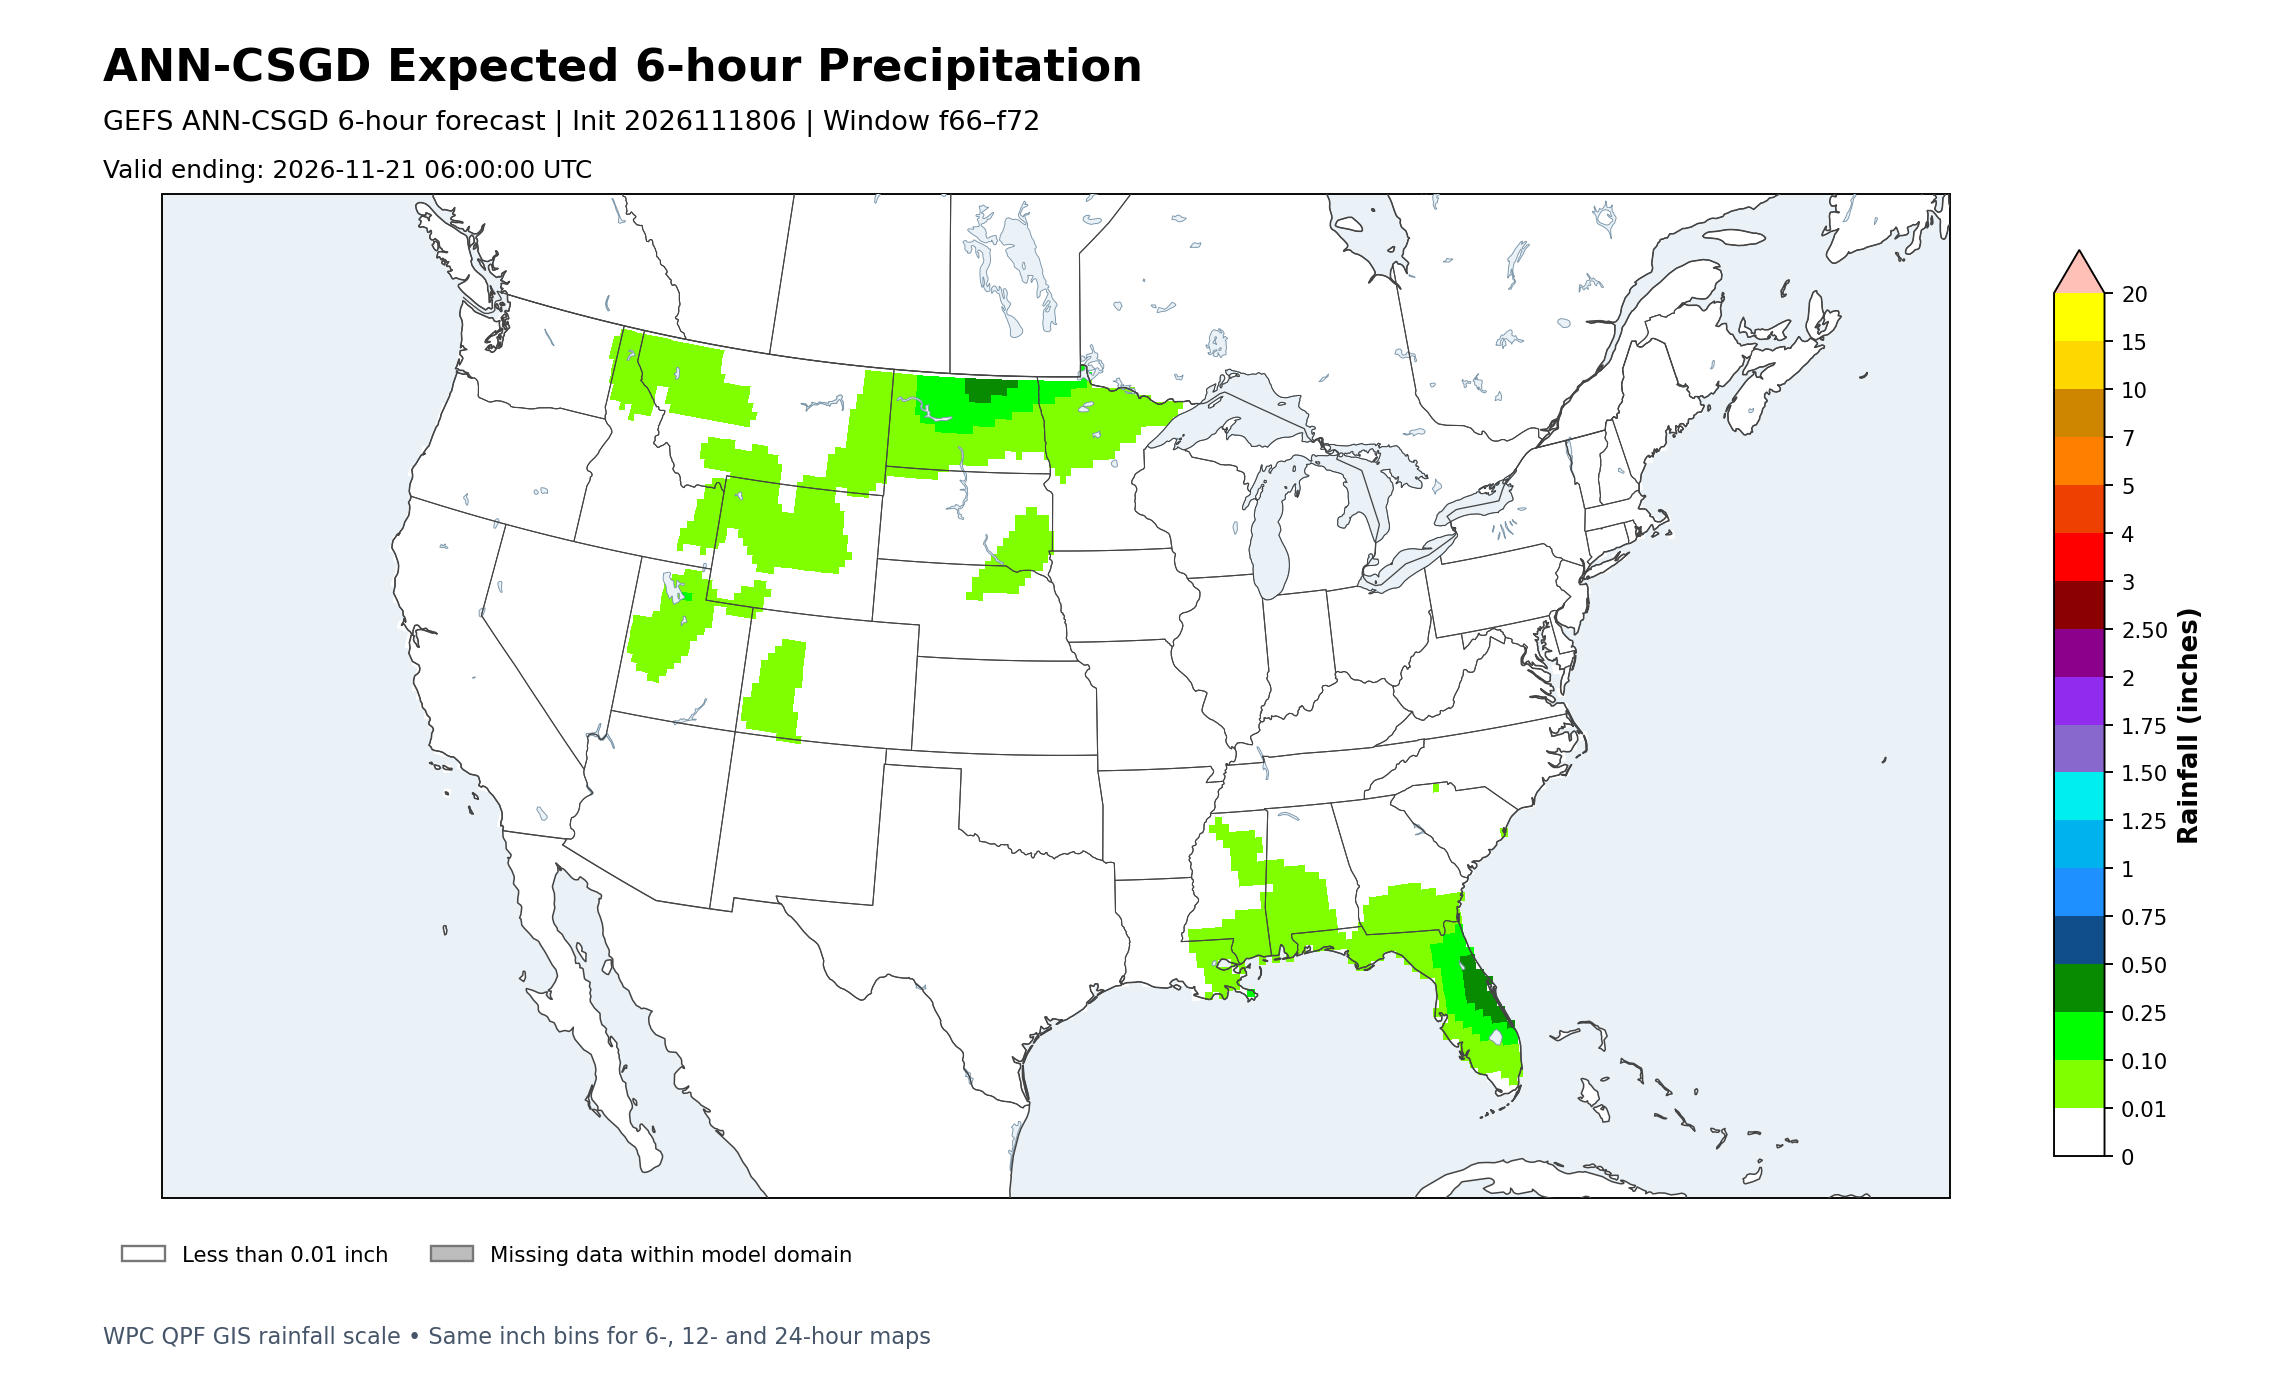 ANN-CSGD Expected 6-hour Precipitation
GEFS ANN-CSGD 6-hour forecast | Init 2026111806 | Window f66–f72
Valid ending: 2026-11-21 06:00:00 UTC
20
15
10
7
5
4
3
2.50
2
1.75
1.50
1.25
1
0.75
0.50
0.25
0.10
0.01
0
Rainfall (inches)
Less than 0.01 inch
Missing data within model domain
WPC QPF GIS rainfall scale • Same inch bins for 6-, 12- and 24-hour maps